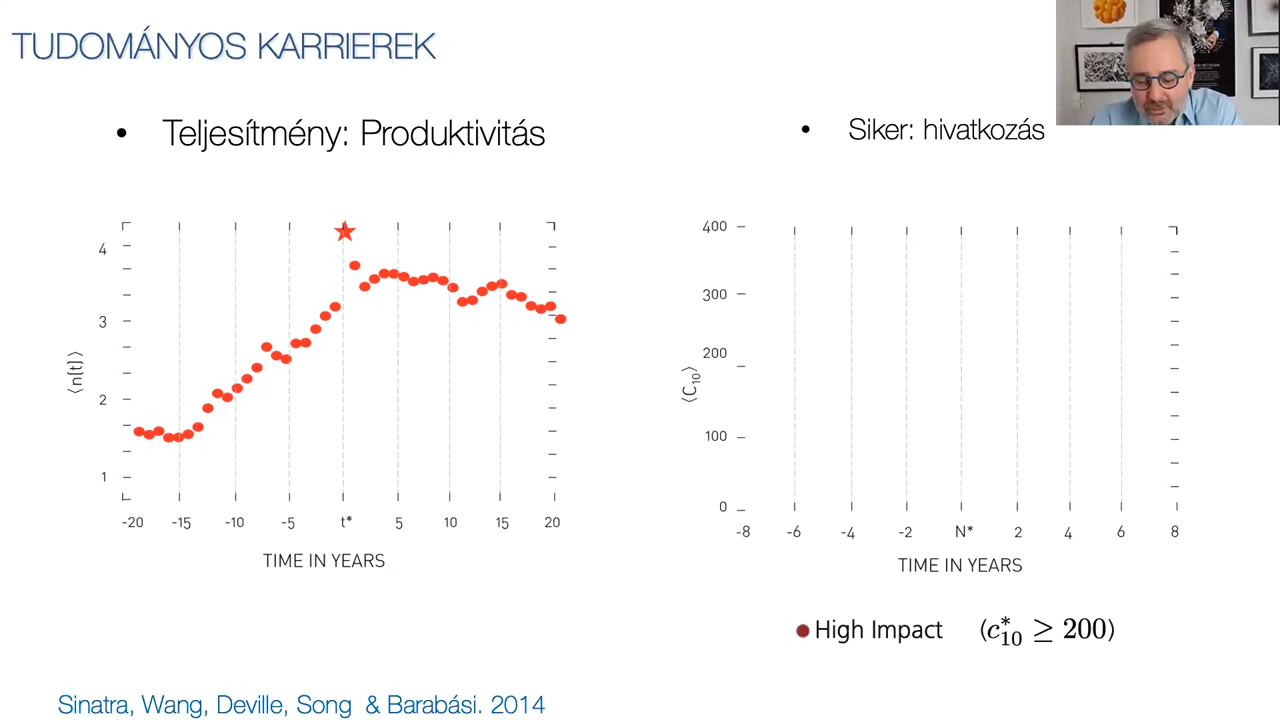 TUDOMÁNYOS KARRIEREK
• Teljesítmény: Produktivitás
• Siker: hivatkozás
4
3
2
1
⟨n(t)⟩
-20 -15 -10 -5 t* 5 10 15 20
TIME IN YEARS
400
300
200
100
0
⟨C₁₀⟩
-8 -6 -4 -2 N* 2 4 6 8
TIME IN YEARS
High Impact (c*₁₀ ≥ 200)
Sinatra, Wang, Deville, Song & Barabási. 2014